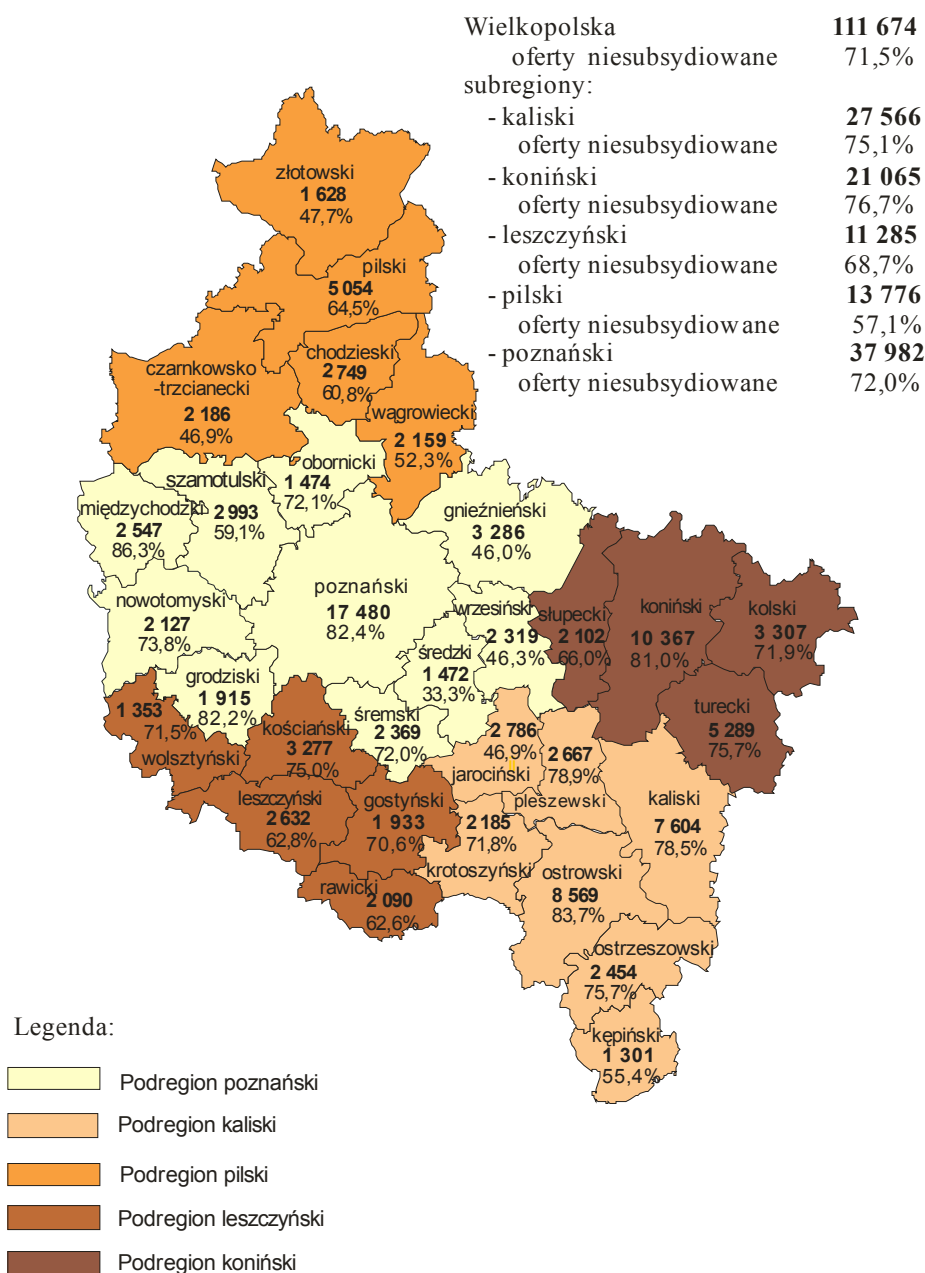 Wielkopolska 111 674
oferty niesubsydiowane 71,5%
subregiony:
- kaliski 27 566
oferty niesubsydiowane 75,1%
- koniński 21 065
oferty niesubsydiowane 76,7%
- leszczyński 11 285
oferty niesubsydiowane 68,7%
- pilski 13 776
oferty niesubsydiowane 57,1%
- poznański 37 982
oferty niesubsydiowane 72,0%
złotowski
1 628
47,7%
pilski
5 054
64,5%
chodzieski
2 749
60,8%
czarnkowsko
-trzcianecki
2 186
46,9%
wągrowiecki
2 159
52,3%
obornicki
1 474
72,1%
szamotulski
2 993
59,1%
międzychodzki
2 547
86,3%
gnieźnieński
3 286
46,0%
nowotomyski
2 127
73,8%
poznański
17 480
82,4%
wrzesiński
2 319
46,3%
słupecki
2 102
66,0%
koniński
10 367
81,0%
kolski
3 307
71,9%
średzki
1 472
33,3%
grodziski
1 915
82,2%
śremski
2 369
72,0%
turecki
5 289
75,7%
1 353
71,5%
wolsztyński
kościański
3 277
75,0%
2 786
46,9%
jarociński
2 667
78,9%
pleszewski
leszczyński
2 632
62,8%
gostyński
1 933
70,6%
2 185
71,8%
krotoszyński
kaliski
7 604
78,5%
ostrowski
8 569
83,7%
rawicki
2 090
62,6%
ostrzeszowski
2 454
75,7%
kępiński
1 301
55,4%
Legenda:
Podregion poznański
Podregion kaliski
Podregion pilski
Podregion leszczyński
Podregion koniński